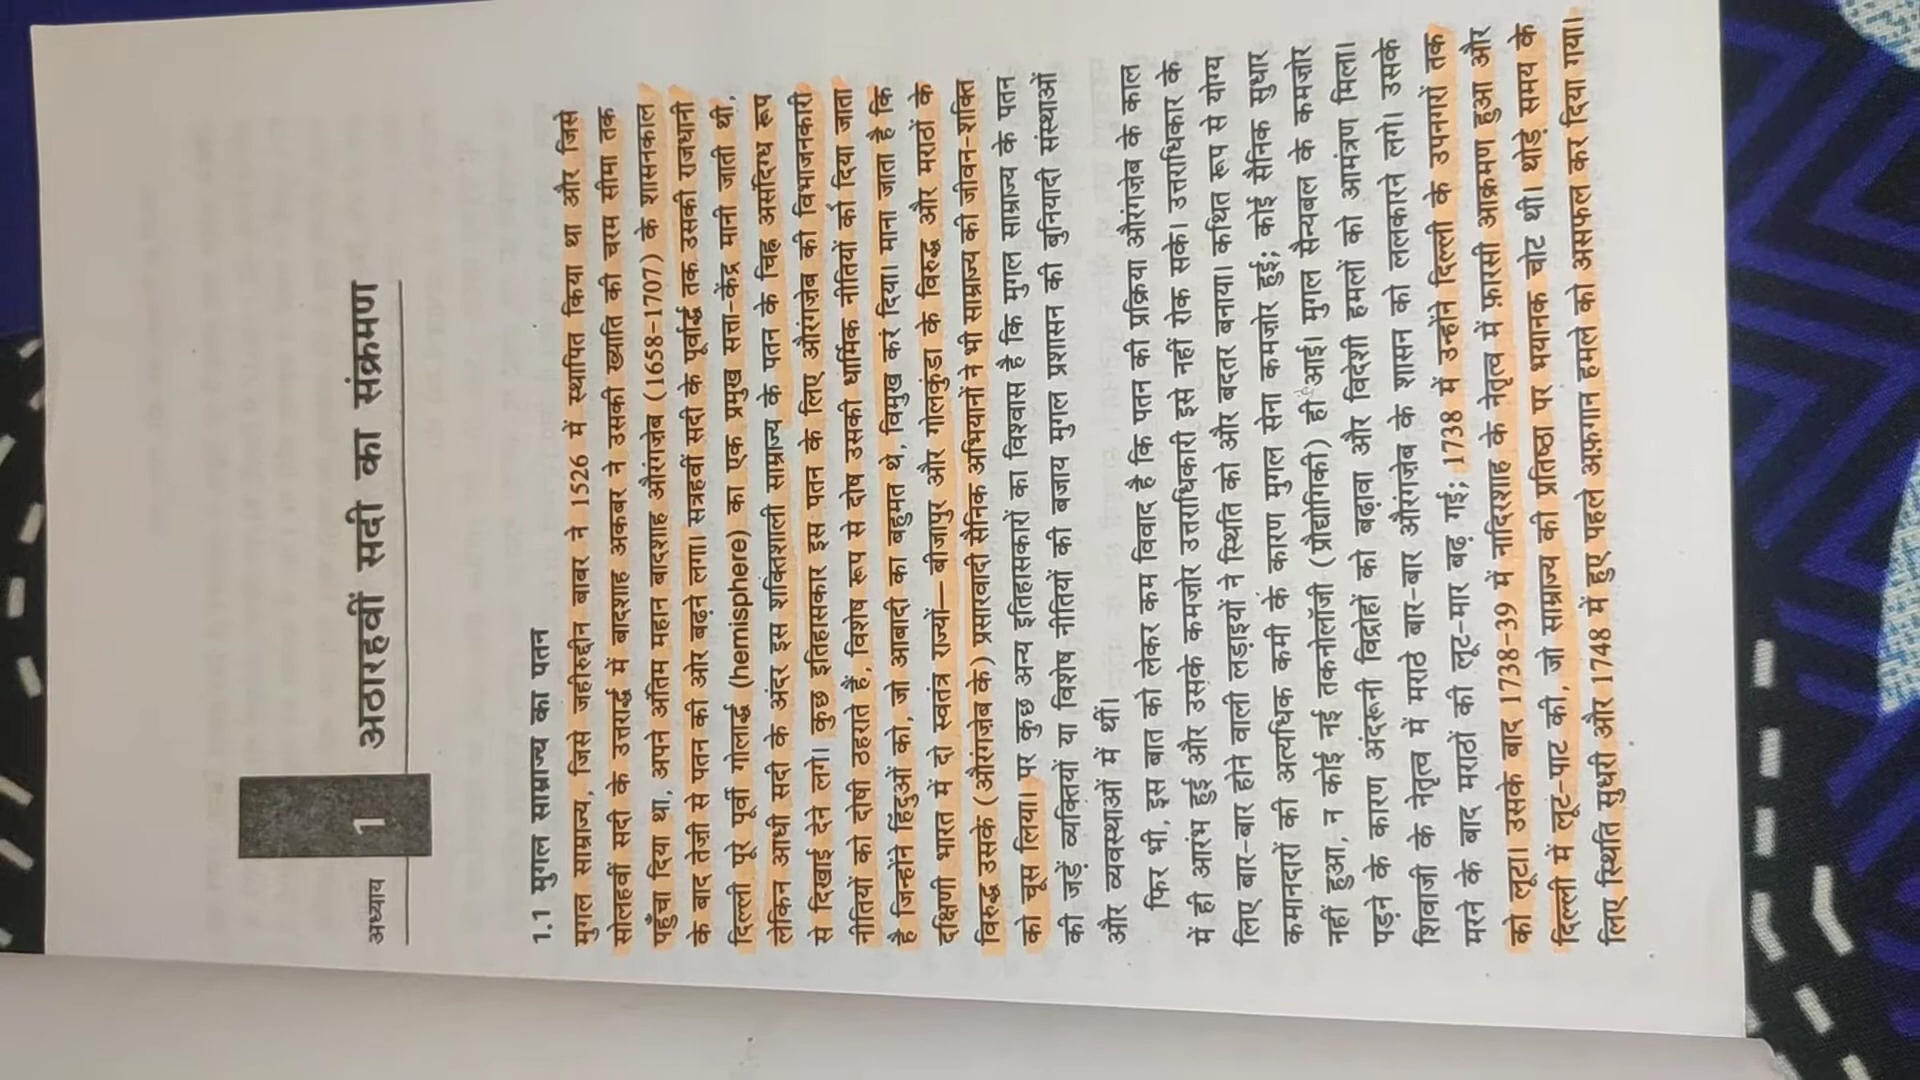 अध्याय 1 अठारहवीं सदी का संक्रमण
1.1 मुगल साम्राज्य का पतन
मुगल साम्राज्य, जिसे जहीरुद्दीन बाबर ने 1526 में स्थापित किया था और जिसे
सोलहवीं सदी के उत्तरार्द्ध में बादशाह अकबर ने उसकी ख्याति की चरम सीमा तक
पहुँचा दिया था, अपने अंतिम महान बादशाह औरंगज़ेब (1658-1707) के शासनकाल
के बाद तेज़ी से पतन की ओर बढ़ने लगा। सत्रहवीं सदी के पूर्वार्द्ध तक उसकी राजधानी
दिल्ली पूरे पूर्वी गोलार्द्ध (hemisphere) का एक प्रमुख सत्ता-केंद्र मानी जाती थी,
लेकिन आधी सदी के अंदर इस शक्तिशाली साम्राज्य के पतन के चिह्न असंदिग्ध रूप
से दिखाई देने लगे। कुछ इतिहासकार इस पतन के लिए औरंगज़ेब की विभाजनकारी
नीतियों को दोषी ठहराते हैं, विशेष रूप से दोष उसकी धार्मिक नीतियों को दिया जाता
है जिन्होंने हिंदुओं को, जो आबादी का बहुमत थे, विमुख कर दिया। माना जाता है कि
दक्षिणी भारत में दो स्वतंत्र राज्यों— बीजापुर और गोलकुंडा के विरुद्ध और मराठों के
विरुद्ध उसके (औरंगज़ेब के) प्रसारवादी सैनिक अभियानों ने भी साम्राज्य की जीवन-शक्ति
को चूस लिया। पर कुछ अन्य इतिहासकारों का विश्वास है कि मुगल साम्राज्य के पतन
की जड़ें व्यक्तियों या विशेष नीतियों की बजाय मुगल प्रशासन की बुनियादी संस्थाओं
और व्यवस्थाओं में थीं।
फिर भी, इस बात को लेकर कम विवाद है कि पतन की प्रक्रिया औरंगज़ेब के काल
में ही आरंभ हुई और उसके कमज़ोर उत्तराधिकारी इसे नहीं रोक सके। उत्तराधिकार के
लिए बार-बार होने वाली लड़ाइयों ने स्थिति को और बदतर बनाया। कथित रूप से योग्य
कमानदारों की अत्यधिक कमी के कारण मुगल सेना कमज़ोर हुई; कोई सैनिक सुधार
नहीं हुआ, न कोई नई तकनोलॉजी (प्रौद्योगिकी) ही आई। मुगल सैन्यबल के कमज़ोर
पड़ने के कारण अंदरूनी विद्रोहों को बढ़ावा और विदेशी हमलों को आमंत्रण मिला।
शिवाजी के नेतृत्व में मराठे बार-बार औरंगज़ेब के शासन को ललकारने लगे। उसके
मरने के बाद मराठों की लूट-मार बढ़ गई; 1738 में उन्होंने दिल्ली के उपनगरों तक
को लूटा। उसके बाद 1738-39 में नादिरशाह के नेतृत्व में फ़ारसी आक्रमण हुआ और
दिल्ली में लूट-पाट की, जो साम्राज्य की प्रतिष्ठा पर भयानक चोट थी। थोड़े समय के
लिए स्थिति सुधरी और 1748 में हुए पहले अफ़गान हमले को असफल कर दिया गया।